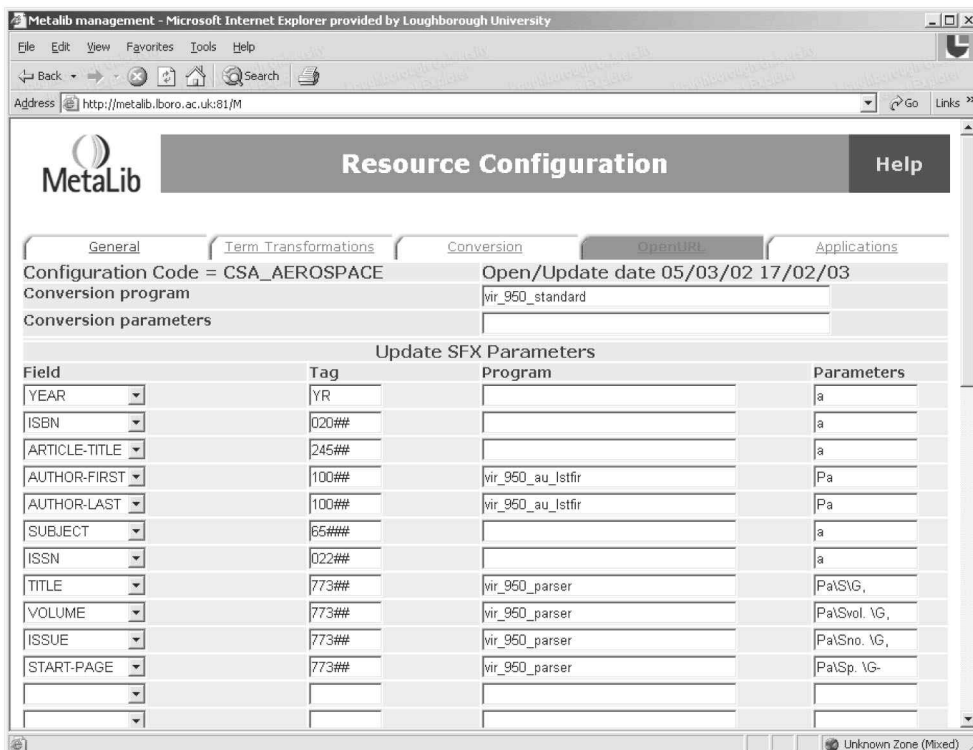 Metalib management - Microsoft Internet Explorer provided by Loughborough University
File Edit View Favorites Tools Help
Back Search
Address http://metalib.lboro.ac.uk:81/M Go Links »
MetaLib Resource Configuration Help
General Term Transformations Conversion OpenURL Applications
Configuration Code = CSA_AEROSPACE Open/Update date 05/03/02 17/02/03
Conversion program vir_950_standard
Conversion parameters
Update SFX Parameters
Field Tag Program Parameters
YEAR YR a
ISBN 020## a
ARTICLE-TITLE 245## a
AUTHOR-FIRST 100## vir_950_au_lstfir Pa
AUTHOR-LAST 100## vir_950_au_lstfir Pa
SUBJECT 65### a
ISSN 022## a
TITLE 773## vir_950_parser Pa\S\G,
VOLUME 773## vir_950_parser Pa\Svol. \G,
ISSUE 773## vir_950_parser Pa\Sno. \G,
START-PAGE 773## vir_950_parser Pa\Sp. \G-
Unknown Zone (Mixed)